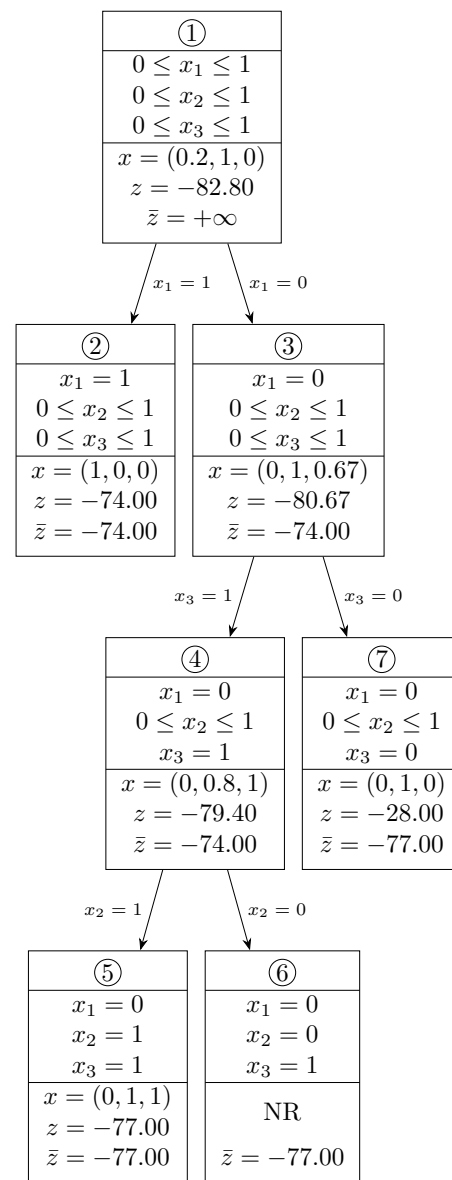 ①
0 ≤ x₁ ≤ 1
0 ≤ x₂ ≤ 1
0 ≤ x₃ ≤ 1
x = (0.2, 1, 0)
z = −82.80
z̄ = +∞
x₁ = 1
x₁ = 0
②
x₁ = 1
0 ≤ x₂ ≤ 1
0 ≤ x₃ ≤ 1
x = (1, 0, 0)
z = −74.00
z̄ = −74.00
③
x₁ = 0
0 ≤ x₂ ≤ 1
0 ≤ x₃ ≤ 1
x = (0, 1, 0.67)
z = −80.67
z̄ = −74.00
x₃ = 1
x₃ = 0
④
x₁ = 0
0 ≤ x₂ ≤ 1
x₃ = 1
x = (0, 0.8, 1)
z = −79.40
z̄ = −74.00
⑦
x₁ = 0
0 ≤ x₂ ≤ 1
x₃ = 0
x = (0, 1, 0)
z = −28.00
z̄ = −77.00
x₂ = 1
x₂ = 0
⑤
x₁ = 0
x₂ = 1
x₃ = 1
x = (0, 1, 1)
z = −77.00
z̄ = −77.00
⑥
x₁ = 0
x₂ = 0
x₃ = 1
NR
z̄ = −77.00